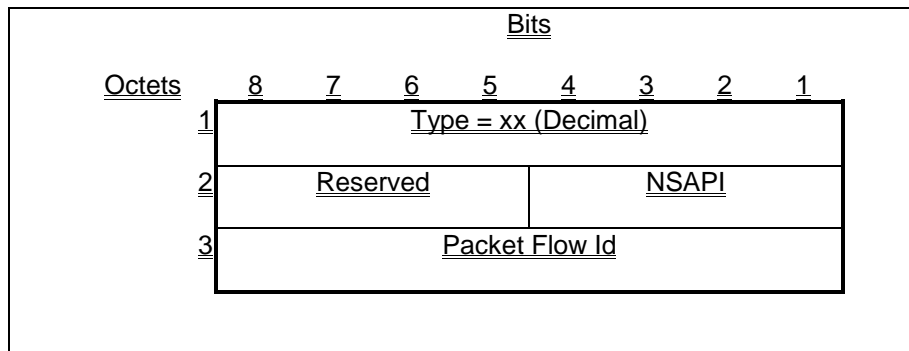 Bits
Octets 8 7 6 5 4 3 2 1
1 Type = xx (Decimal)
2 Reserved NSAPI
3 Packet Flow Id